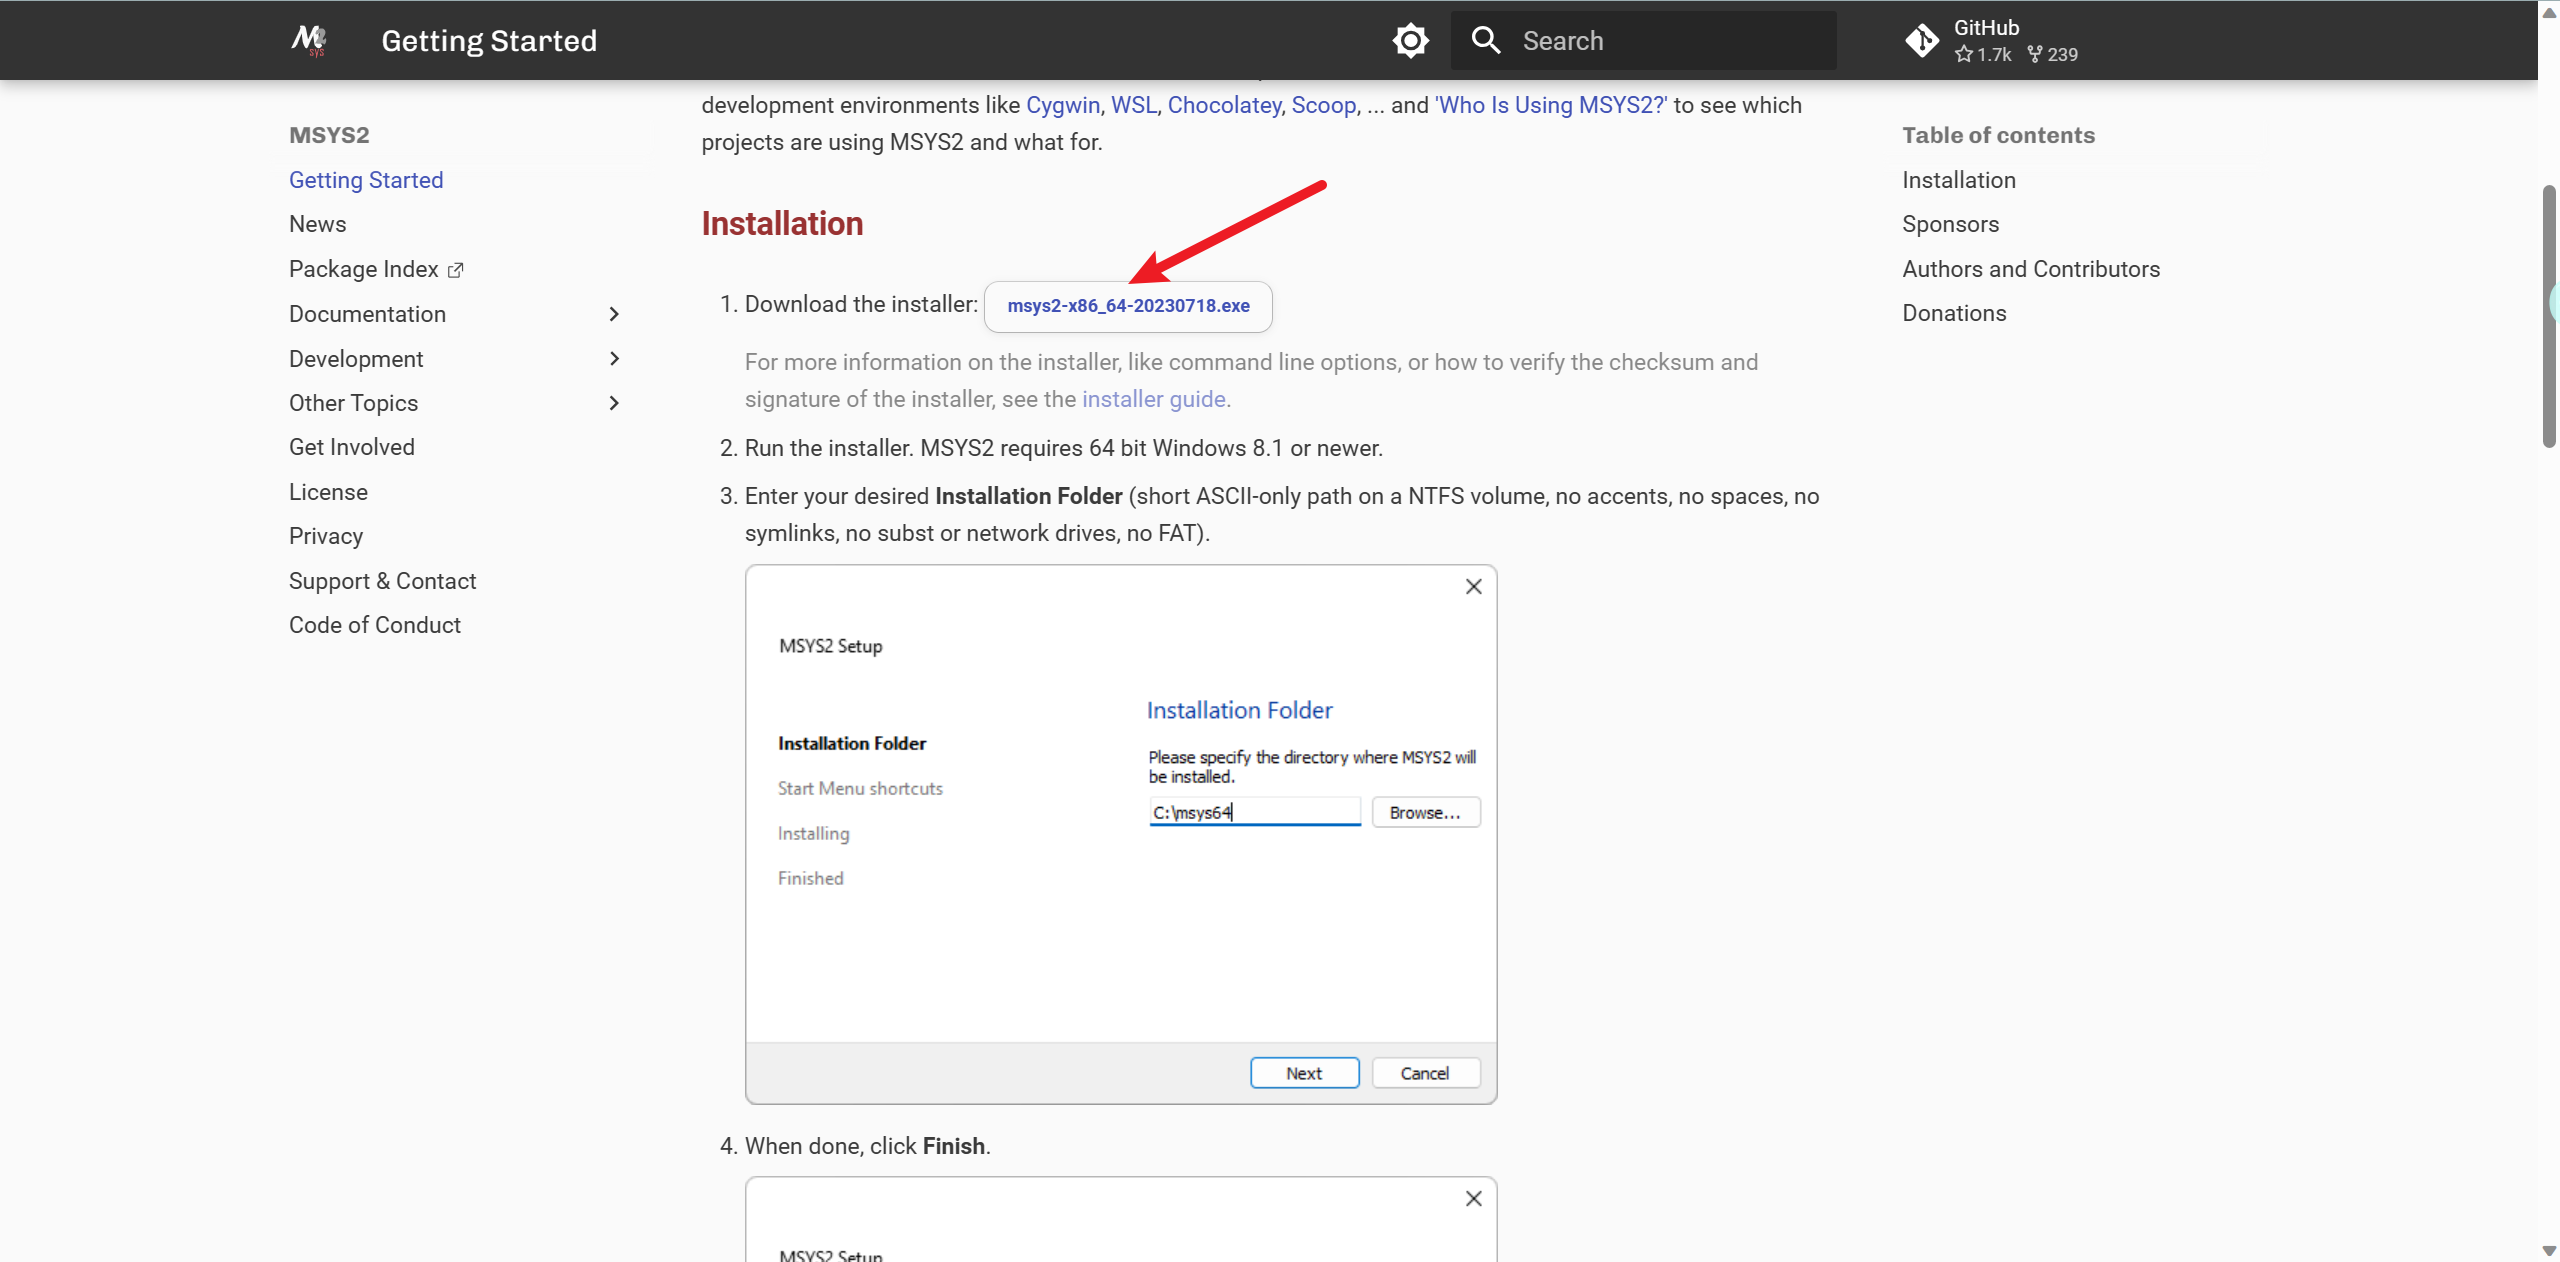 M2 sys
Getting Started
Search
GitHub
1.7k 239
MSYS2
Getting Started
News
Package Index
Documentation
Development
Other Topics
Get Involved
License
Privacy
Support & Contact
Code of Conduct
development environments like Cygwin, WSL, Chocolatey, Scoop, ... and 'Who Is Using MSYS2?' to see which
projects are using MSYS2 and what for.
Installation
1. Download the installer: msys2-x86_64-20230718.exe
For more information on the installer, like command line options, or how to verify the checksum and
signature of the installer, see the installer guide.
2. Run the installer. MSYS2 requires 64 bit Windows 8.1 or newer.
3. Enter your desired Installation Folder (short ASCII-only path on a NTFS volume, no accents, no spaces, no
symlinks, no subst or network drives, no FAT).
MSYS2 Setup
Installation Folder
Start Menu shortcuts
Installing
Finished
Installation Folder
Please specify the directory where MSYS2 will
be installed.
C:\msys64
Browse...
Next
Cancel
4. When done, click Finish.
MSYS2 Setup
Table of contents
Installation
Sponsors
Authors and Contributors
Donations